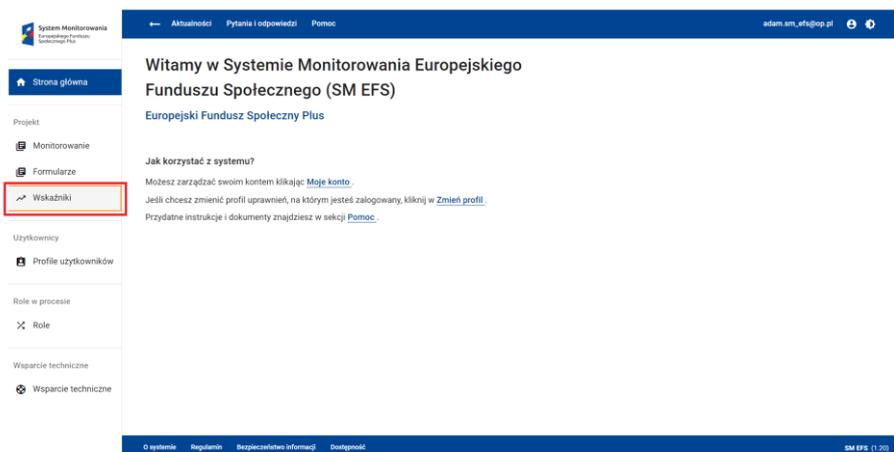 System Monitorowania
Europejskiego Funduszu
Społecznego Plus
Aktualności Pytania i odpowiedzi Pomoc
adam.sm_efs@op.pl
Strona główna
Projekt
Monitorowanie
Formularze
Wskaźniki
Użytkownicy
Profile użytkowników
Role w procesie
Role
Wsparcie techniczne
Wsparcie techniczne
Witamy w Systemie Monitorowania Europejskiego
Funduszu Społecznego (SM EFS)
Europejski Fundusz Społeczny Plus
Jak korzystać z systemu?
Możesz zarządzać swoim kontem klikając Moje konto .
Jeśli chcesz zmienić profil uprawnień, na którym jesteś zalogowany, kliknij w Zmień profil .
Przydatne instrukcje i dokumenty znajdziesz w sekcji Pomoc .
O systemie Regulamin Bezpieczeństwo informacji Dostępność
SM EFS (1.20)